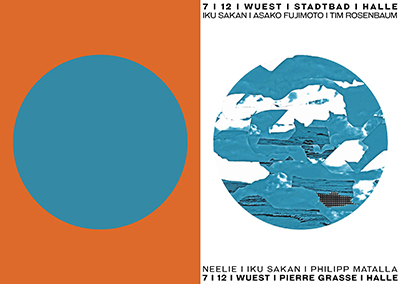 7 I 12 I WUEST I STADTBAD I HALLE
IKU SAKAN I ASAKO FUJIMOTO I TIM ROSENBAUM
NEELIE I IKU SAKAN I PHILIPP MATALLA
7 I 12 I WUEST I PIERRE GRASSE I HALLE